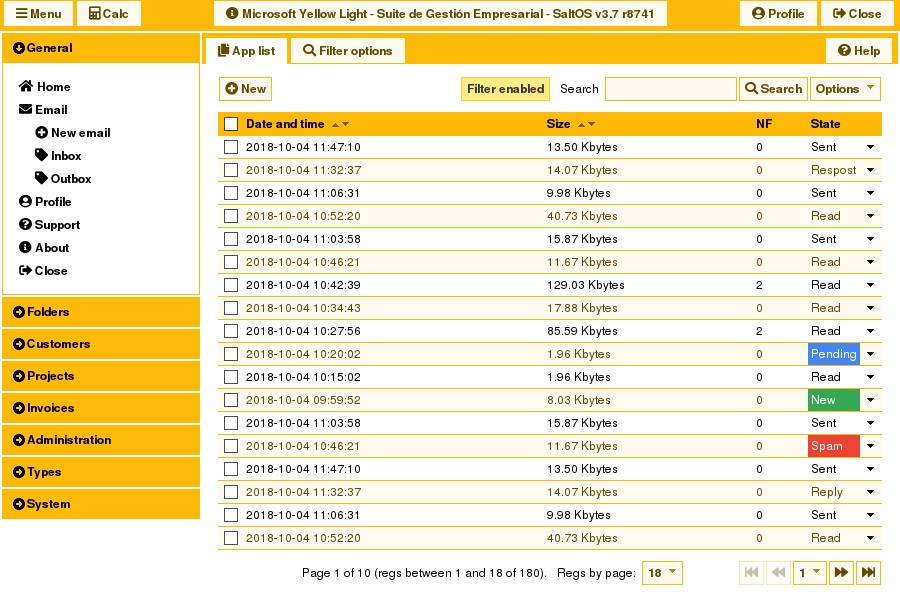 Menu Calc Microsoft Yellow Light - Suite de Gestión Empresarial - SaltOS v3.7 r8741 Profile Close
General
Home
Email
New email
Inbox
Outbox
Profile
Support
About
Close
Folders
Customers
Projects
Invoices
Administration
Types
System
App list Filter options Help
New Filter enabled Search Search Options
Date and time Size NF State
2018-10-04 11:47:10 13.50 Kbytes 0 Sent
2018-10-04 11:32:37 14.07 Kbytes 0 Respost
2018-10-04 11:06:31 9.98 Kbytes 0 Sent
2018-10-04 10:52:20 40.73 Kbytes 0 Read
2018-10-04 11:03:58 15.87 Kbytes 0 Sent
2018-10-04 10:46:21 11.67 Kbytes 0 Read
2018-10-04 10:42:39 129.03 Kbytes 2 Read
2018-10-04 10:34:43 17.88 Kbytes 0 Read
2018-10-04 10:27:56 85.59 Kbytes 2 Read
2018-10-04 10:20:02 1.96 Kbytes 0 Pending
2018-10-04 10:15:02 1.96 Kbytes 0 Read
2018-10-04 09:59:52 8.03 Kbytes 0 New
2018-10-04 11:03:58 15.87 Kbytes 0 Sent
2018-10-04 10:46:21 11.67 Kbytes 0 Spam
2018-10-04 11:47:10 13.50 Kbytes 0 Sent
2018-10-04 11:32:37 14.07 Kbytes 0 Reply
2018-10-04 11:06:31 9.98 Kbytes 0 Sent
2018-10-04 10:52:20 40.73 Kbytes 0 Read
Page 1 of 10 (regs between 1 and 18 of 180). Regs by page: 18 1